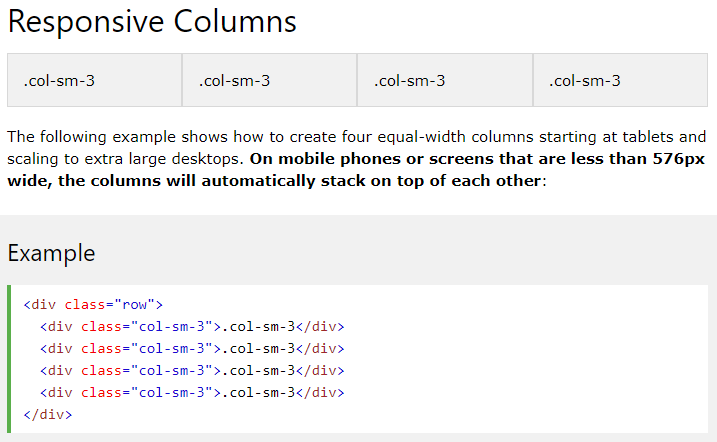 Responsive Columns
.col-sm-3 .col-sm-3 .col-sm-3 .col-sm-3
The following example shows how to create four equal-width columns starting at tablets and
scaling to extra large desktops. On mobile phones or screens that are less than 576px
wide, the columns will automatically stack on top of each other:
Example
<div class="row">
  <div class="col-sm-3">.col-sm-3</div>
  <div class="col-sm-3">.col-sm-3</div>
  <div class="col-sm-3">.col-sm-3</div>
  <div class="col-sm-3">.col-sm-3</div>
</div>